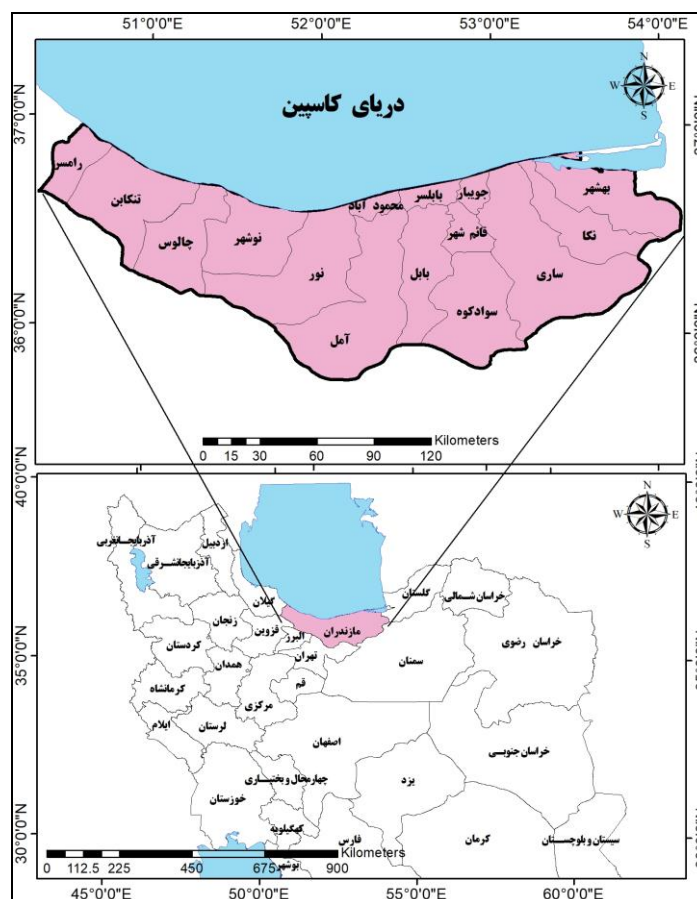 51°0'0"E 52°0'0"E 53°0'0"E 54°0'0"E
N
W E
S
37°0'0"N
36°0'0"N
دریای کاسپین
رامسر
تنکابن
چالوس
نوشهر
نور
آمل
محمود آباد
بابلسر
بابل
جویبار
قائم شهر
سوادکوه
ساری
نکا
بهشهر
Kilometers
0 15 30 60 90 120
40°0'0"N
35°0'0"N
30°0'0"N
N
W E
S
آذربایجانغربی
آذربایجانشرقی
اردبیل
گیلان
زنجان
قزوین
البرز
مازندران
گلستان
خراسان شمالی
خراسان رضوی
سمنان
تهران
قم
کردستان
همدان
کرمانشاه
مرکزی
ایلام
لرستان
اصفهان
خراسان جنوبی
یزد
چهارمحال و بختیاری
خوزستان
کهگیلویه
فارس
کرمان
سیستان و بلوچستان
بوشهر
Kilometers
0 112.5 225 450 675 900
45°0'0"E 50°0'0"E 55°0'0"E 60°0'0"E